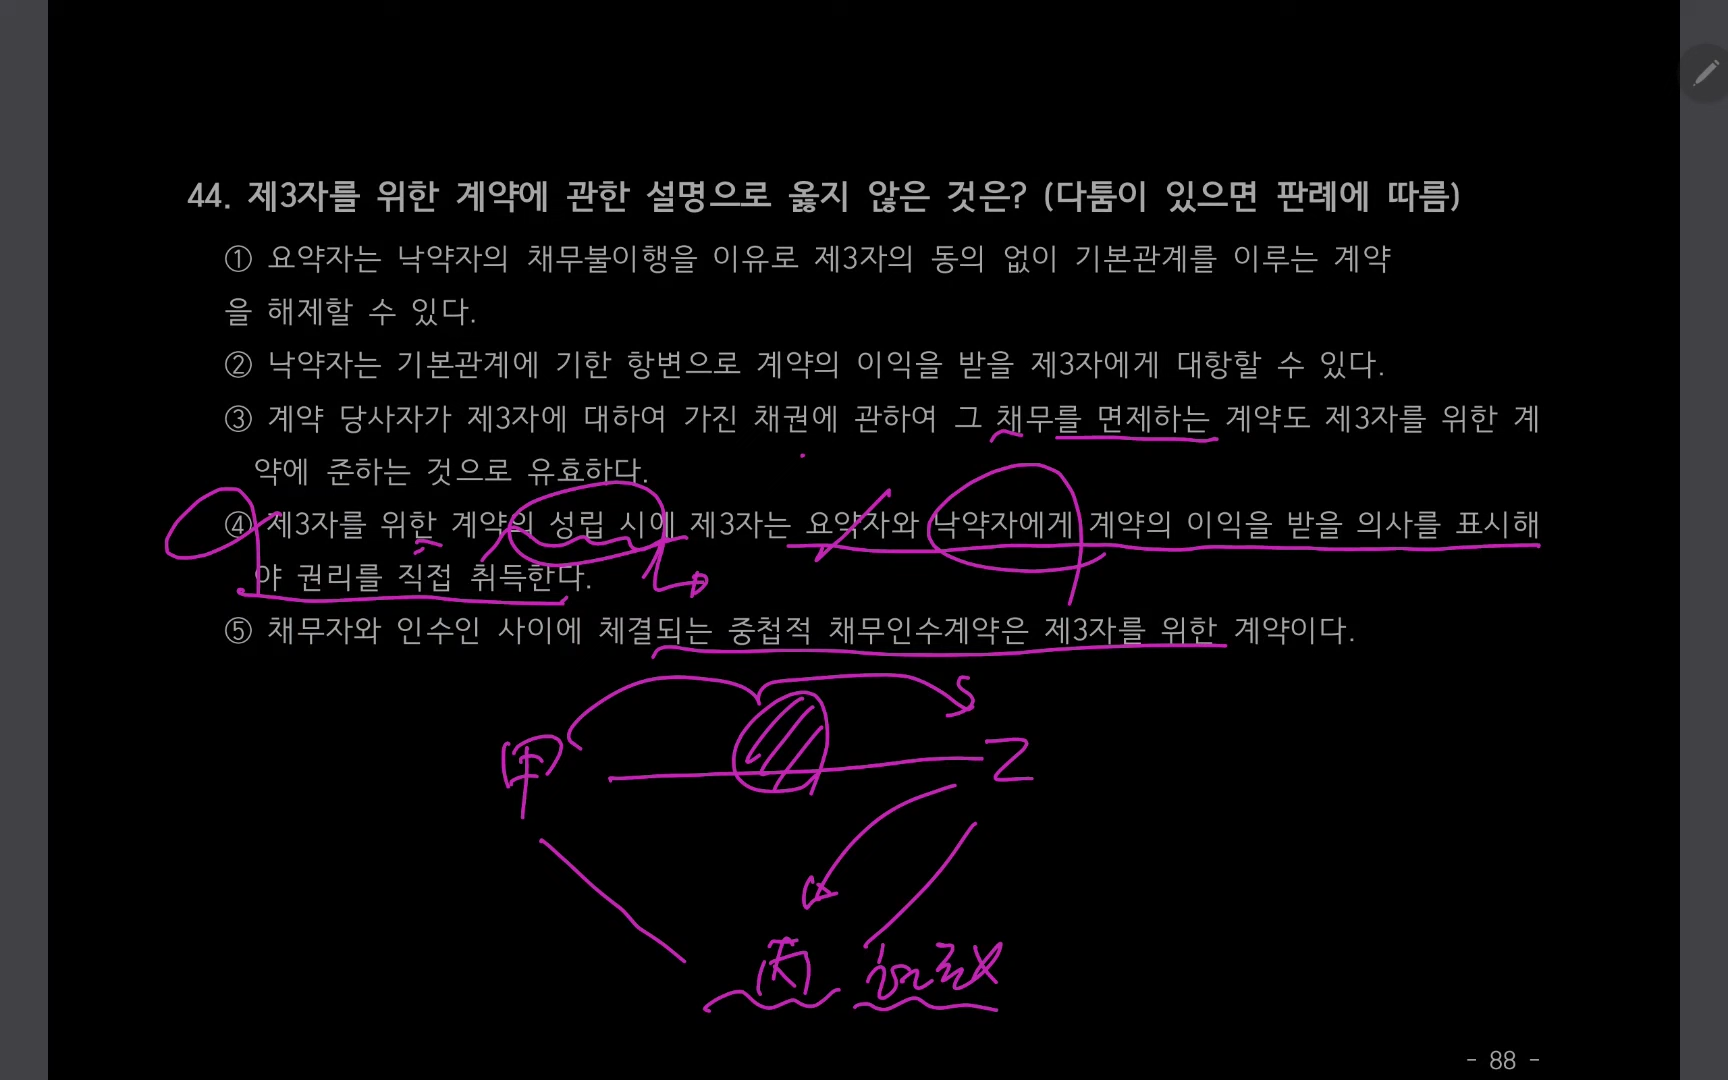 44. 제3자를 위한 계약에 관한 설명으로 옳지 않은 것은? (다툼이 있으면 판례에 따름)
① 요약자는 낙약자의 채무불이행을 이유로 제3자의 동의 없이 기본관계를 이루는 계약
을 해제할 수 있다.
② 낙약자는 기본관계에 기한 항변으로 계약의 이익을 받을 제3자에게 대항할 수 있다.
③ 계약 당사자가 제3자에 대하여 가진 채권에 관하여 그 채무를 면제하는 계약도 제3자를 위한 계
약에 준하는 것으로 유효하다.
④ 제3자를 위한 계약의 성립 시에 제3자는 요약자와 낙약자에게 계약의 이익을 받을 의사를 표시해
야 권리를 직접 취득한다.
⑤ 채무자와 인수인 사이에 체결되는 중첩적 채무인수계약은 제3자를 위한 계약이다.
甲 乙
丙
- 88 -